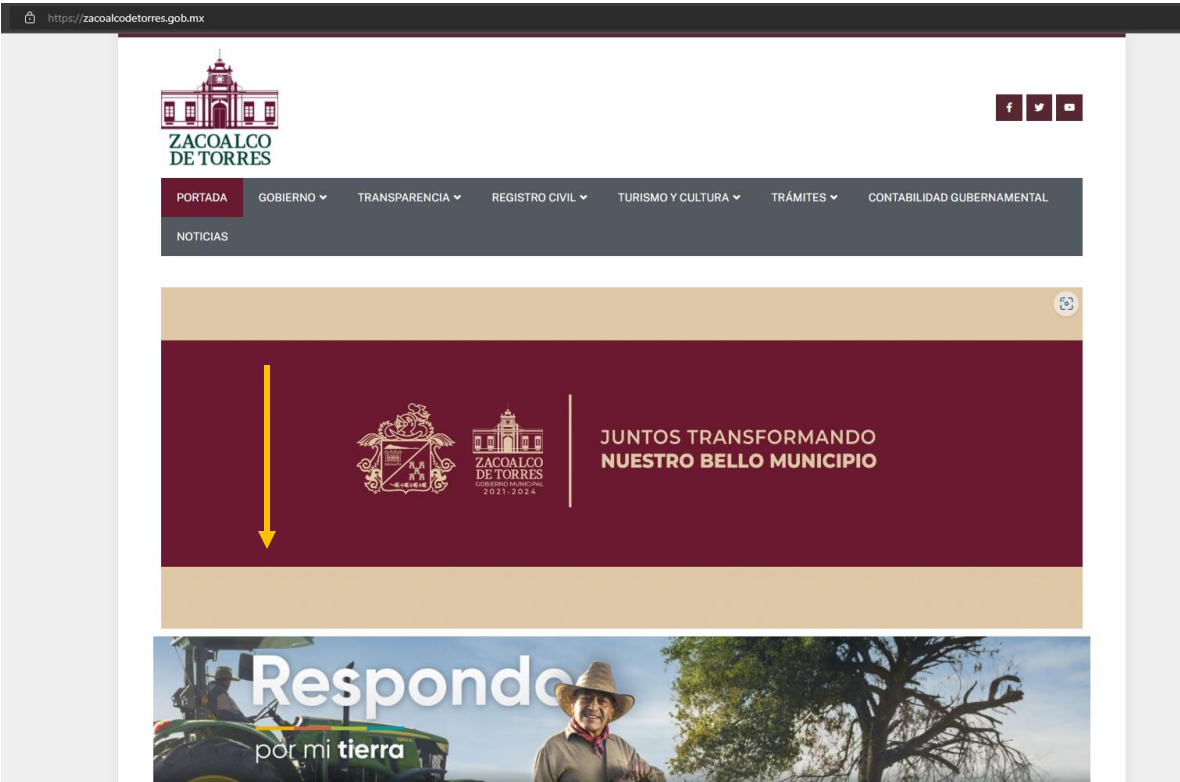 https://zacoalcodetorres.gob.mx
ZACOALCO
DE TORRES
PORTADA GOBIERNO TRANSPARENCIA REGISTRO CIVIL TURISMO Y CULTURA TRÁMITES CONTABILIDAD GUBERNAMENTAL
NOTICIAS
ZACOALCO
DE TORRES
GOBIERNO MUNICIPAL
2021-2024
JUNTOS TRANSFORMANDO
NUESTRO BELLO MUNICIPIO
Respondo
por mi tierra